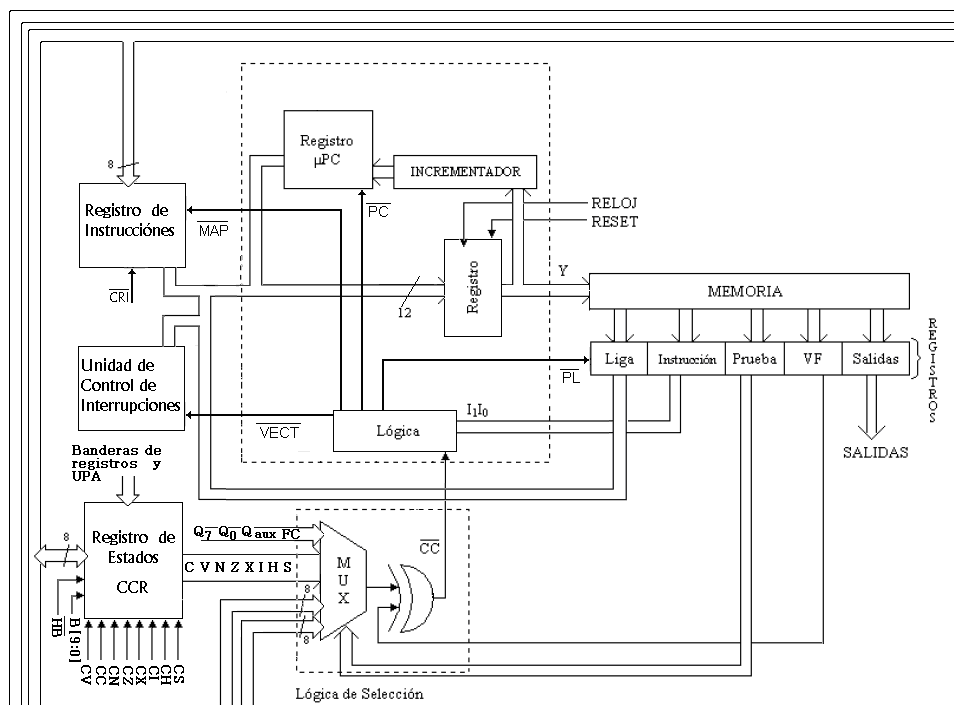 8
Registro
µPC
INCREMENTADOR
Registro de
Instrucciónes
MAP
PC
RELOJ
RESET
CRI
12
Registro
Y
MEMORIA
Liga Instrucción Prueba VF Salidas
REGISTROS
PL
Unidad de
Control de
Interrupciones
VECT
Lógica
I1I0
SALIDAS
Banderas de
registros y
UPA
CC
8
Registro de
Estados
CCR
Q7 Q0 Qaux FC
C V N Z X I H S
MUX
8
8
HB
B[9:0]
CV
CC
CN
CZ
CX
CI
CH
CS
Lógica de Selección